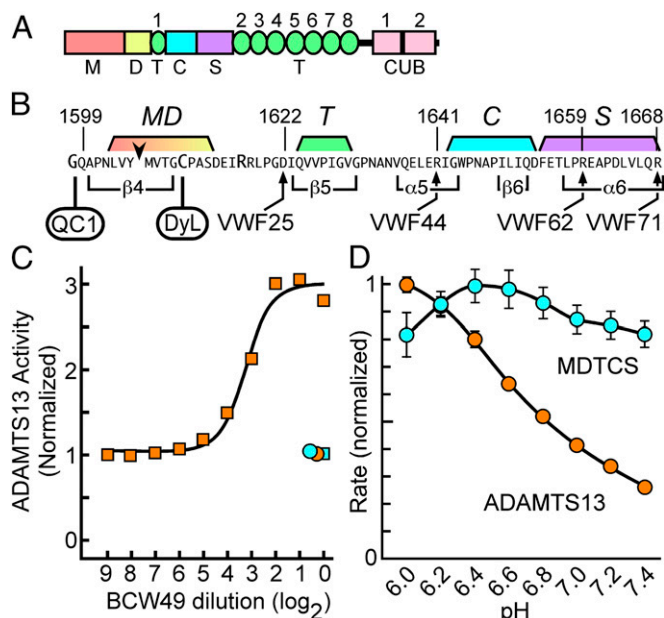 A
1 2 3 4 5 6 7 8 1 2
M D T C S T CUB
B
1599 MD 1622 T 1641 C 1659 S 1668
GQAPNLVYMVTGCPASDEIRRLPGDIQVVPIGVGPNANVQELERIGWPNAPILIQDFETLPREAPDLVLQR
β4 β5 α5 β6 α6
QC1 DyL VWF25 VWF44 VWF62 VWF71
C
ADAMTS13 Activity
(Normalized)
3
2
1
0
9 8 7 6 5 4 3 2 1 0
BCW49 dilution (log2)
D
Rate (normalized)
1
0
MDTCS
ADAMTS13
6.0 6.2 6.4 6.6 6.8 7.0 7.2 7.4
pH